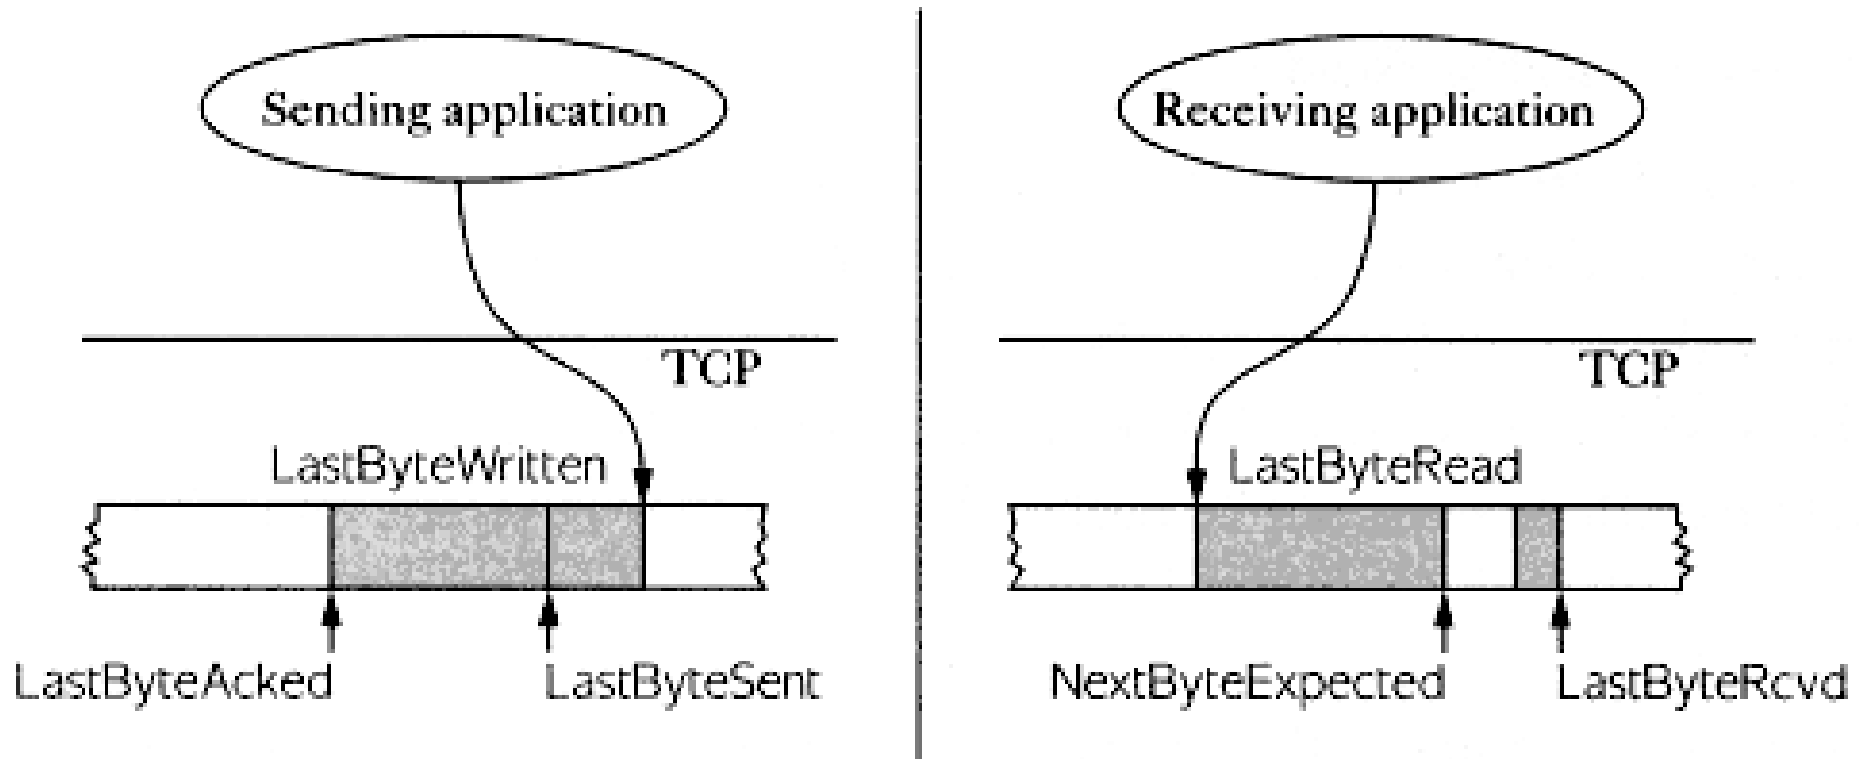 Sending application
TCP
LastByteWritten
LastByteAcked
LastByteSent
Receiving application
TCP
LastByteRead
NextByteExpected
LastByteRcvd